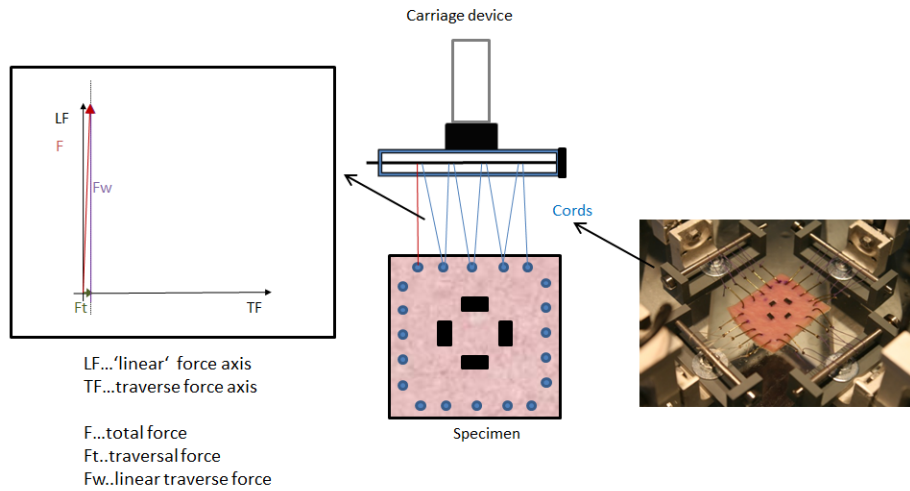 Carriage device
LF
F
Fw
Ft
TF
Cords
LF...‘linear‘ force axis
TF...traverse force axis
F...total force
Ft..traversal force
Fw..linear traverse force
Specimen